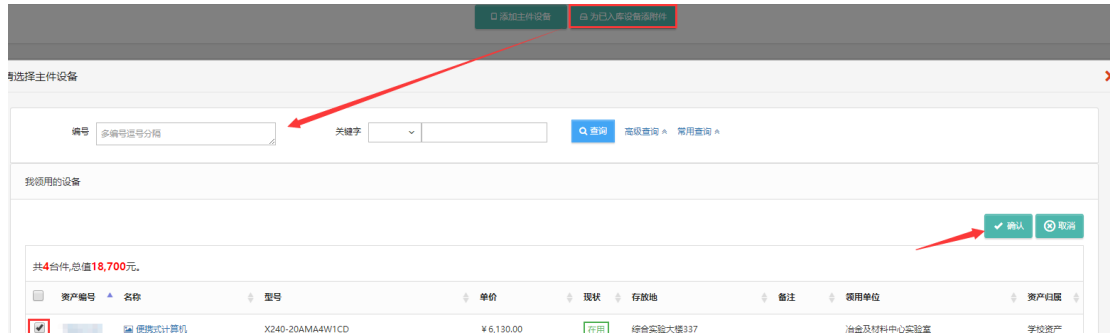 添加主件设备 为已入库设备添附件
请选择主件设备
编号 多编号逗号分隔 关键字 查询 高级查询 常用查询
我领用的设备
确认 取消
共4台件,总值18,700元。
资产编号 名称 型号 单价 现状 存放地 备注 领用单位 资产归属
便携式计算机 X240-20AMA4W1CD ¥6,130.00 在用 综合实验大楼337 冶金及材料中心实验室 学校资产